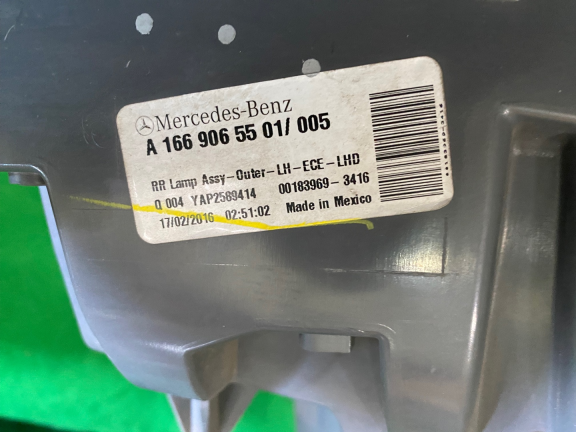 Mercedes-Benz
A 166 906 55 01/ 005
RR Lamp Assy-Outer-LH-ECE-LHD
Q 004 YAP2589414 00183969-3416
17/02/2016 02:51:02 Made in Mexico